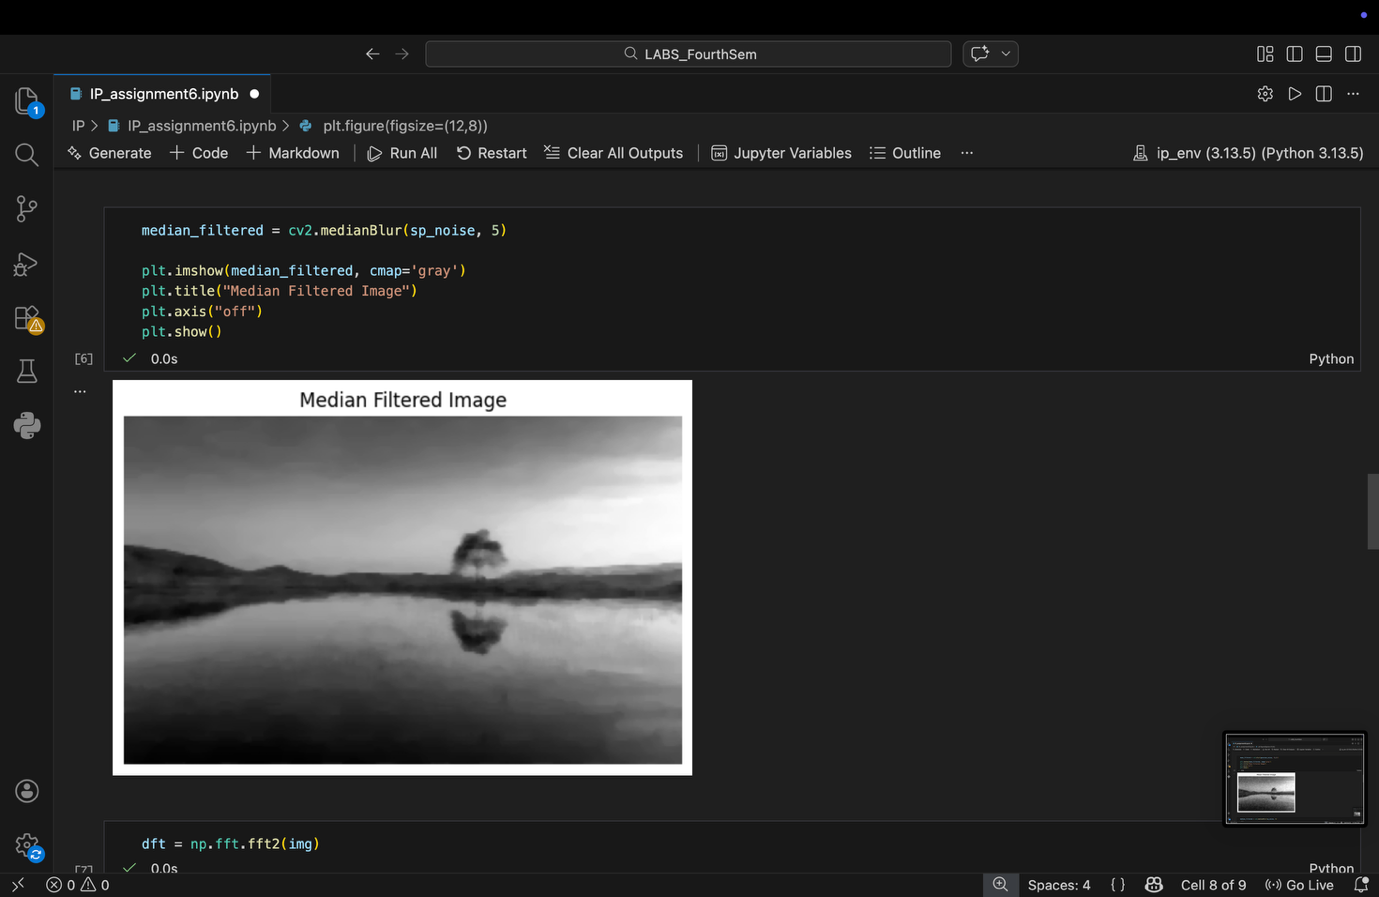 LABS_FourthSem
IP_assignment6.ipynb
1
IP > IP_assignment6.ipynb > plt.figure(figsize=(12,8))
Generate + Code + Markdown | Run All Restart Clear All Outputs | Jupyter Variables Outline ... ip_env (3.13.5) (Python 3.13.5)
median_filtered = cv2.medianBlur(sp_noise, 5)
plt.imshow(median_filtered, cmap='gray')
plt.title("Median Filtered Image")
plt.axis("off")
plt.show()
[6] 0.0s Python
...
Median Filtered Image
dft = np.fft.fft2(img)
[7] 0.0s Python
0 0 Spaces: 4 { } Cell 8 of 9 Go Live